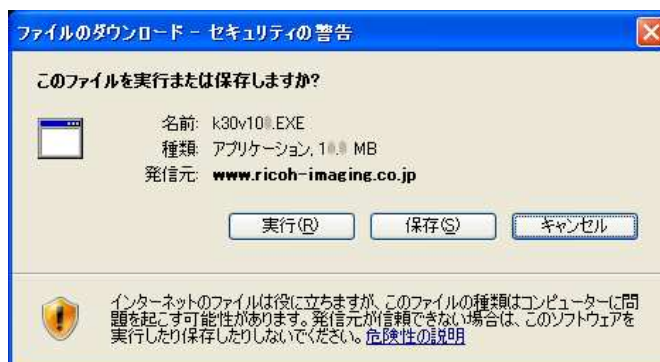 ファイルのダウンロード - セキュリティの警告
このファイルを実行または保存しますか?
名前: k30v10 .EXE
種類: アプリケーション, 1 . MB
発信元: www.ricoh-imaging.co.jp
実行(R) 保存(S) キャンセル
インターネットのファイルは役に立ちますが、このファイルの種類はコンピューターに問
題を起こす可能性があります。発信元が信頼できない場合は、このソフトウェアを
実行したり保存したりしないでください。危険性の説明